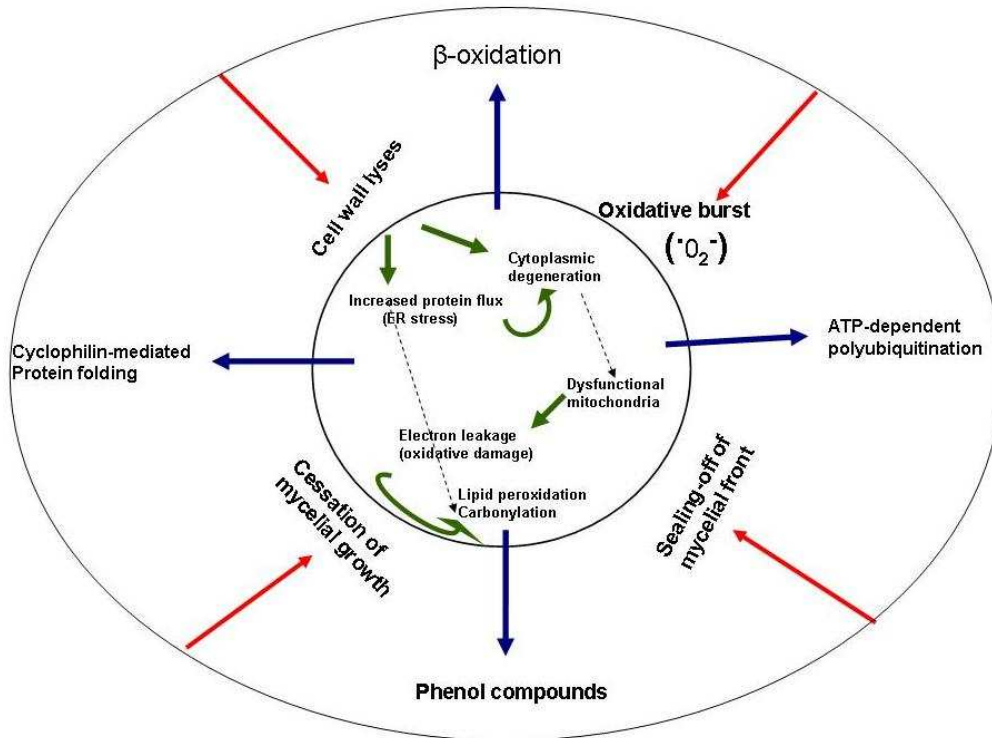 β-oxidation
Cell wall lyses
Oxidative burst
(˙0₂⁻)
Cytoplasmic
degeneration
Increased protein flux
(ER stress)
Cyclophilin-mediated
Protein folding
ATP-dependent
polyubiquitination
Dysfunctional
mitochondria
Electron leakage
(oxidative damage)
Lipid peroxidation
Carbonylation
Cessation of
mycelial growth
Sealing-off of
mycelial front
Phenol compounds